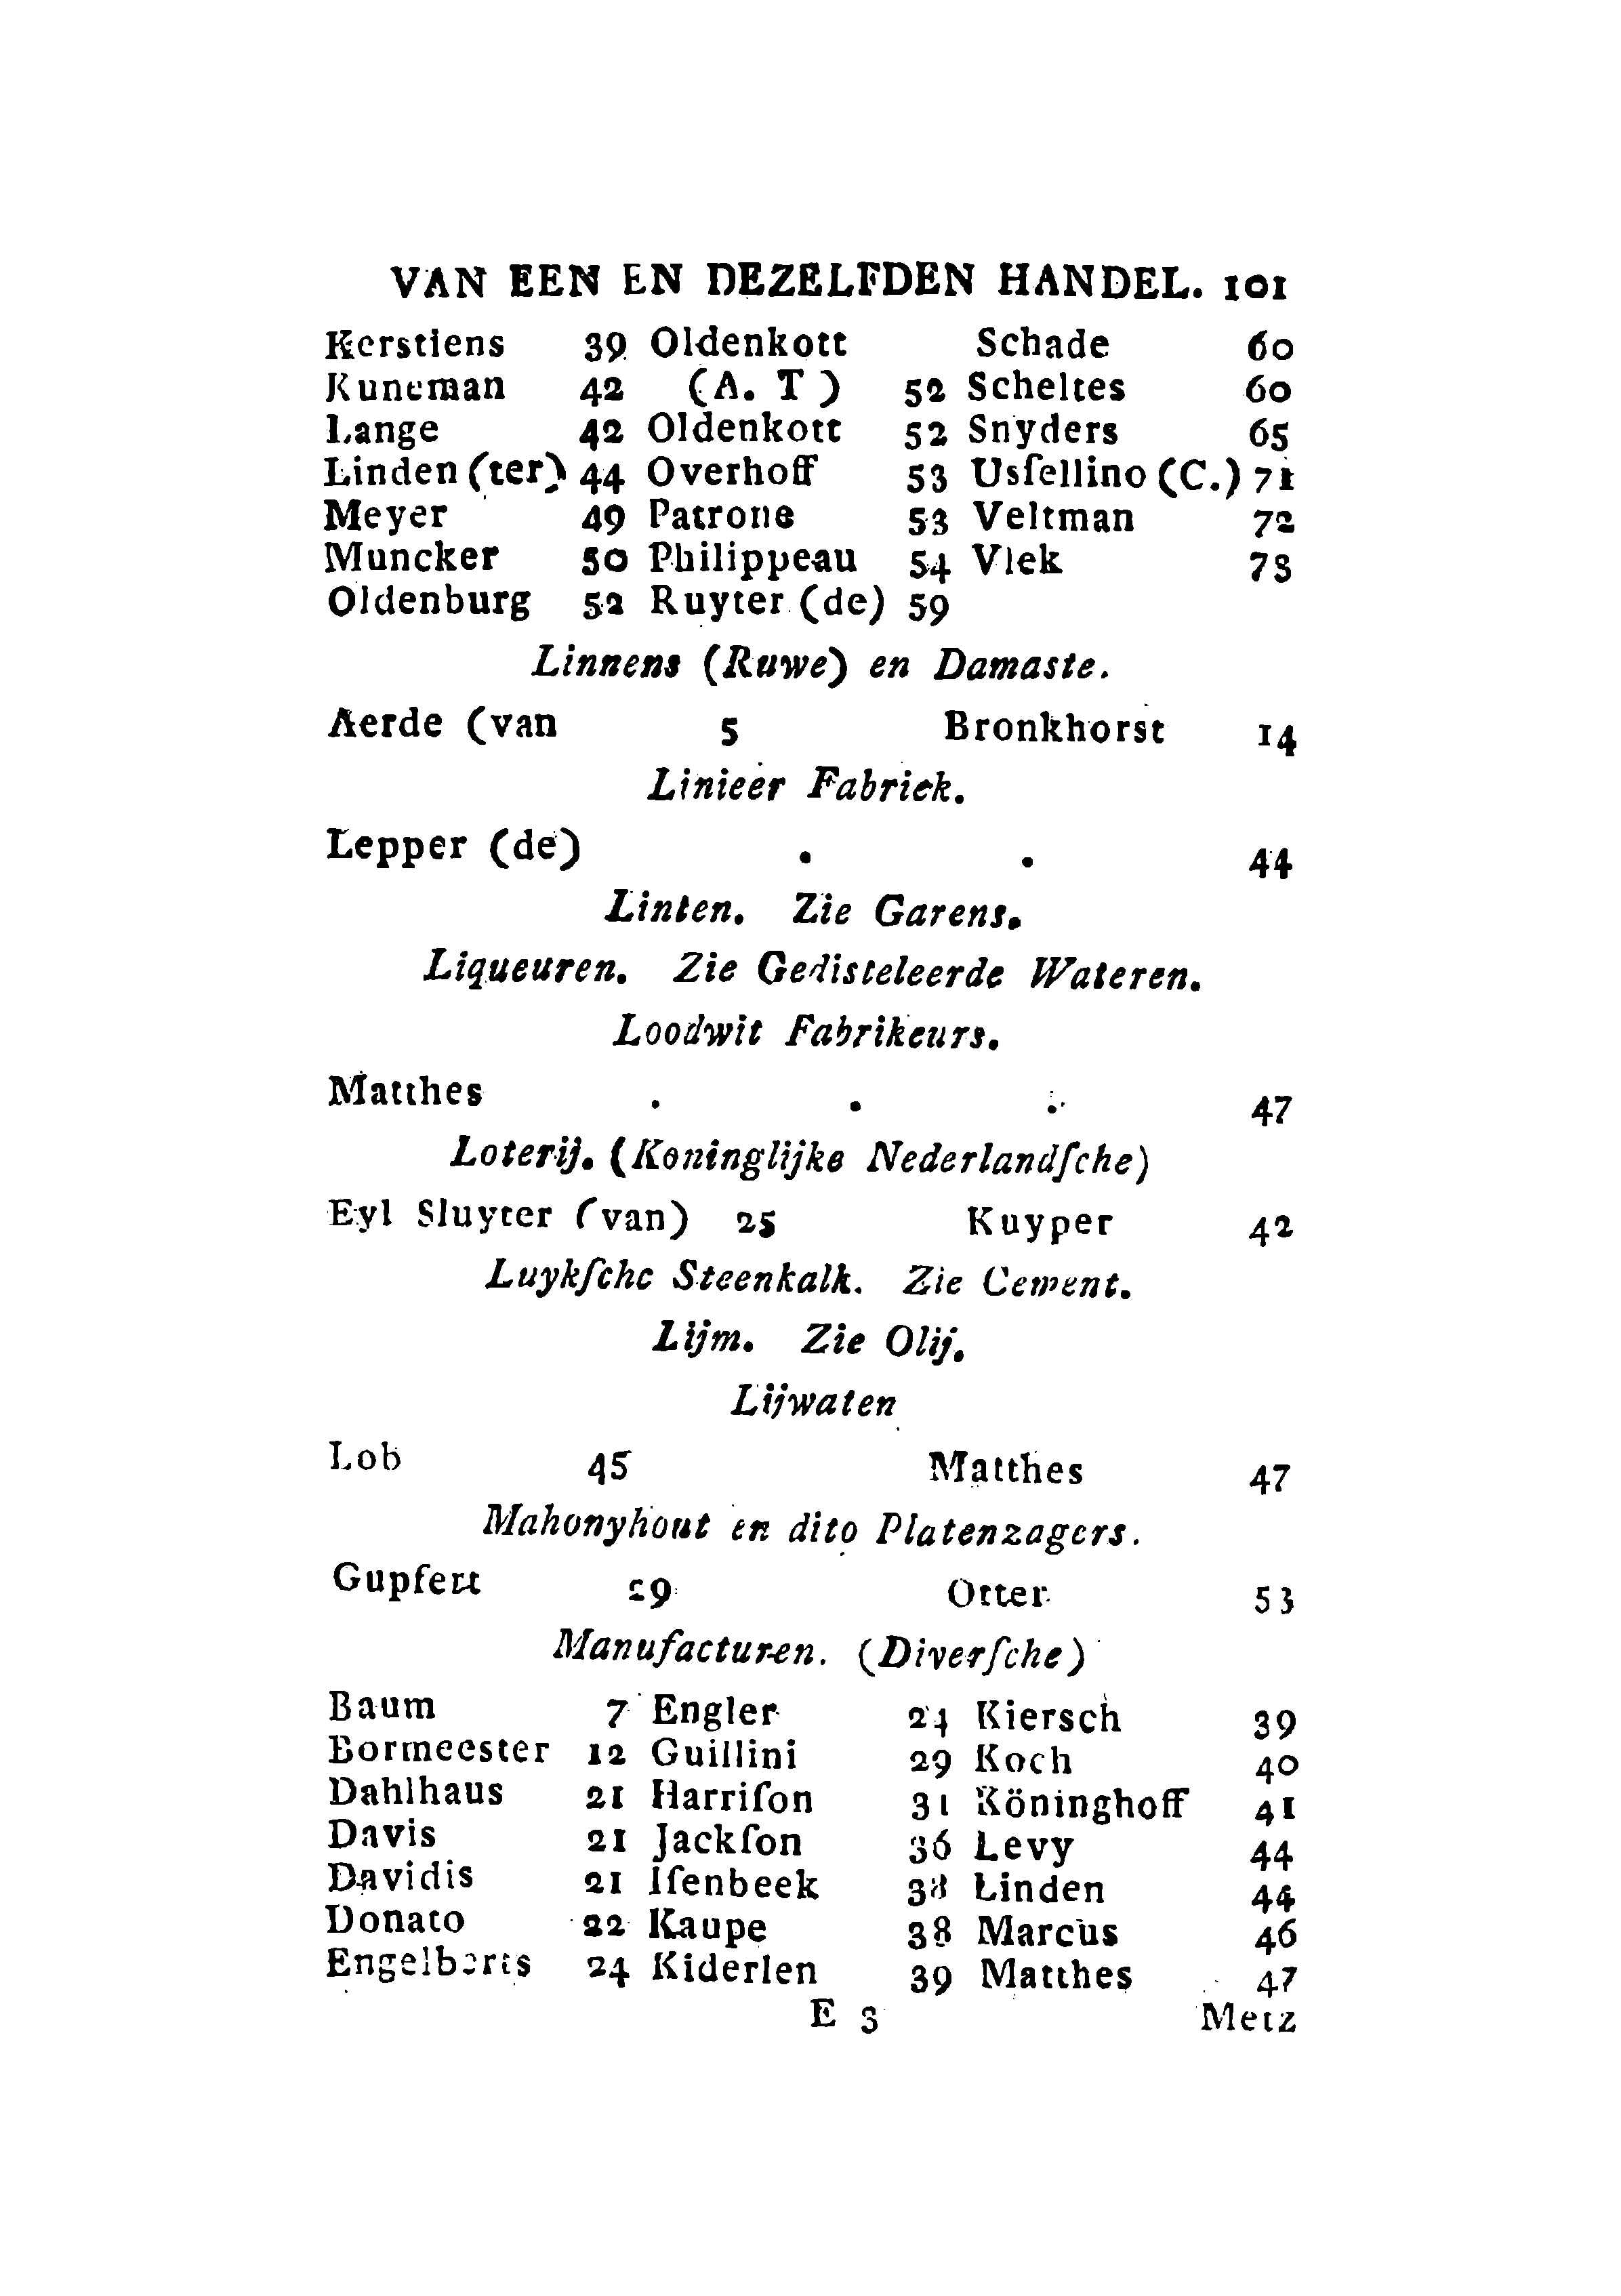 VAN EEN EN DEZELFDEN HANDEL. 101
Kerstiens 39 Oldenkott Schade 60
Kuneman 42 (A. T) 52 Scheltes 60
Lange 42 Oldenkott 52 Snyders 65
Linden (ter) 44 Overhoff 53 Usſellino (C.) 71
Meyer 49 Patrone 53 Veltman 72
Muncker 50 Philippeau 54 Vlek 73
Oldenburg 52 Ruyter (de) 59
Linnens (Ruwe) en Damaste.
Aerde (van 5 Bronkhorst 14
Linieer Fabriek.
Lepper (de) . . 44
Linten. Zie Garens.
Liqueuren. Zie Gedisteleerde Wateren.
Loodwit Fabrikeurs.
Matthes . . . 47
Loterij. (Koninglijke Nederlandſche)
Eyl Sluyter (van) 25 Kuyper 42
Luykſche Steenkalk. Zie Cement.
Lijm. Zie Olij.
Lijwaten
Lob 45 Matthes 47
Mahonyhout en dito Platenzagers.
Gupfert 29 Otter 53
Manufacturen. (Diverſche)
Baum 7 Engler 24 Kiersch 39
Bormeester 12 Guillini 29 Koch 40
Dahlhaus 21 Harriſon 31 Köninghoff 41
Davis 21 Jackſon 36 Levy 44
Davidis 21 Iſenbeek 38 Linden 44
Donato 22 Kaupe 38 Marcus 46
Engelberts 24 Kiderlen 39 Matthes 47
E 3 Metz